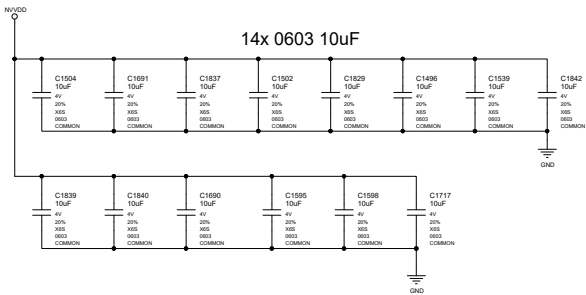 NVVDD
14x 0603 10uF
C1504
10uF
4V
20%
X6S
0603
COMMON
C1691
10uF
4V
20%
X6S
0603
COMMON
C1837
10uF
4V
20%
X6S
0603
COMMON
C1502
10uF
4V
20%
X6S
0603
COMMON
C1829
10uF
4V
20%
X6S
0603
COMMON
C1496
10uF
4V
20%
X6S
0603
COMMON
C1539
10uF
4V
20%
X6S
0603
COMMON
C1842
10uF
4V
20%
X6S
0603
COMMON
GND
C1839
10uF
4V
20%
X6S
0603
COMMON
C1840
10uF
4V
20%
X6S
0603
COMMON
C1690
10uF
4V
20%
X6S
0603
COMMON
C1595
10uF
4V
20%
X6S
0603
COMMON
C1598
10uF
4V
20%
X6S
0603
COMMON
C1717
10uF
4V
20%
X6S
0603
COMMON
GND